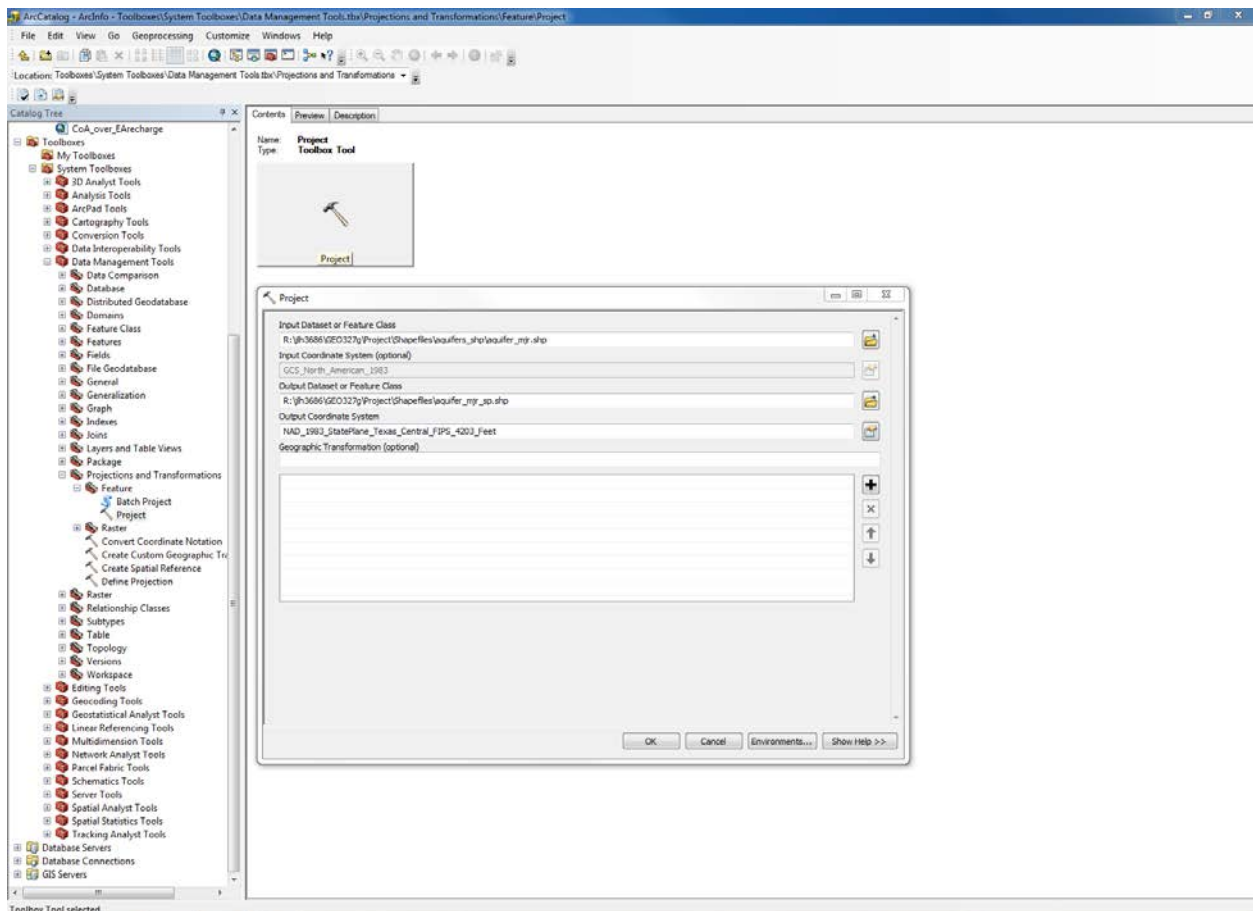 ArcCatalog - ArcInfo - Toolboxes\System Toolboxes\Data Management Tools.tbx\Projections and Transformations\Feature\Project
File Edit View Go Geoprocessing Customize Windows Help
Location: Toolboxes\System Toolboxes\Data Management Tools.tbx\Projections and Transformations
Catalog Tree
CoA_over_EArecharge
Toolboxes
My Toolboxes
System Toolboxes
3D Analyst Tools
Analysis Tools
ArcPad Tools
Cartography Tools
Conversion Tools
Data Interoperability Tools
Data Management Tools
Data Comparison
Database
Distributed Geodatabase
Domains
Feature Class
Features
Fields
File Geodatabase
General
Generalization
Graph
Indexes
Joins
Layers and Table Views
Package
Projections and Transformations
Feature
Batch Project
Project
Raster
Convert Coordinate Notation
Create Custom Geographic Tra
Create Spatial Reference
Define Projection
Raster
Relationship Classes
Subtypes
Table
Topology
Versions
Workspace
Editing Tools
Geocoding Tools
Geostatistical Analyst Tools
Linear Referencing Tools
Multidimension Tools
Network Analyst Tools
Parcel Fabric Tools
Schematics Tools
Server Tools
Spatial Analyst Tools
Spatial Statistics Tools
Tracking Analyst Tools
Database Servers
Database Connections
GIS Servers
Toolbox Tool selected
Contents Preview Description
Name: Project
Type: Toolbox Tool
Project
Project
Input Dataset or Feature Class
R:\jlh3686\GEO327g\Project\Shapefiles\aquifers_shp\aquifer_mjr.shp
Input Coordinate System (optional)
GCS_North_American_1983
Output Dataset or Feature Class
R:\jlh3686\GEO327g\Project\Shapefiles\aquifer_mjr_sp.shp
Output Coordinate System
NAD_1983_StatePlane_Texas_Central_FIPS_4203_Feet
Geographic Transformation (optional)
OK Cancel Environments... Show Help >>